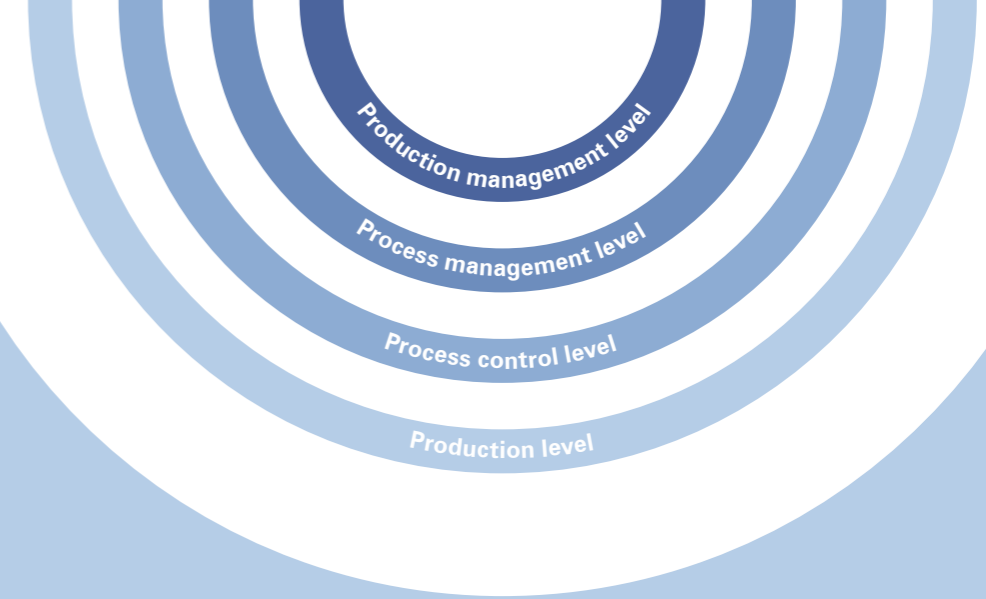 Production management level
Process management level
Process control level
Production level